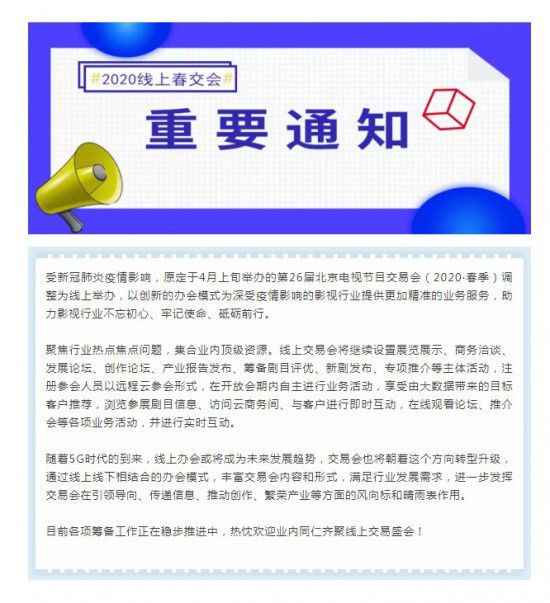 #2020线上春交会#
重要通知
受新冠肺炎疫情影响，原定于4月上旬举办的第26届北京电视节目交易会（2020·春季）调
整为线上举办，以创新的办会模式为深受疫情影响的影视行业提供更加精准的业务服务，助
力影视行业不忘初心、牢记使命、砥砺前行。
聚焦行业热点焦点问题，集合业内顶级资源。线上交易会将继续设置展览展示、商务洽谈、
发展论坛、创作论坛、产业报告发布、筹备剧目评优、新剧发布、专项推介等主体活动，注
册参会人员以远程云参会形式，在开放会期内自主进行业务活动，享受由大数据带来的目标
客户推荐，浏览参展剧目信息、访问云商务间、与客户进行即时互动，在线观看论坛、推介
会等各项业务活动，并进行实时互动。
随着5G时代的到来，线上办会或将成为未来发展趋势，交易会也将朝着这个方向转型升级，
通过线上线下相结合的办会模式，丰富交易会内容和形式，满足行业发展需求，进一步发挥
交易会在引领导向、传递信息、推动创作、繁荣产业等方面的风向标和晴雨表作用。
目前各项筹备工作正在稳步推进中，热忱欢迎业内同仁齐聚线上交易盛会！